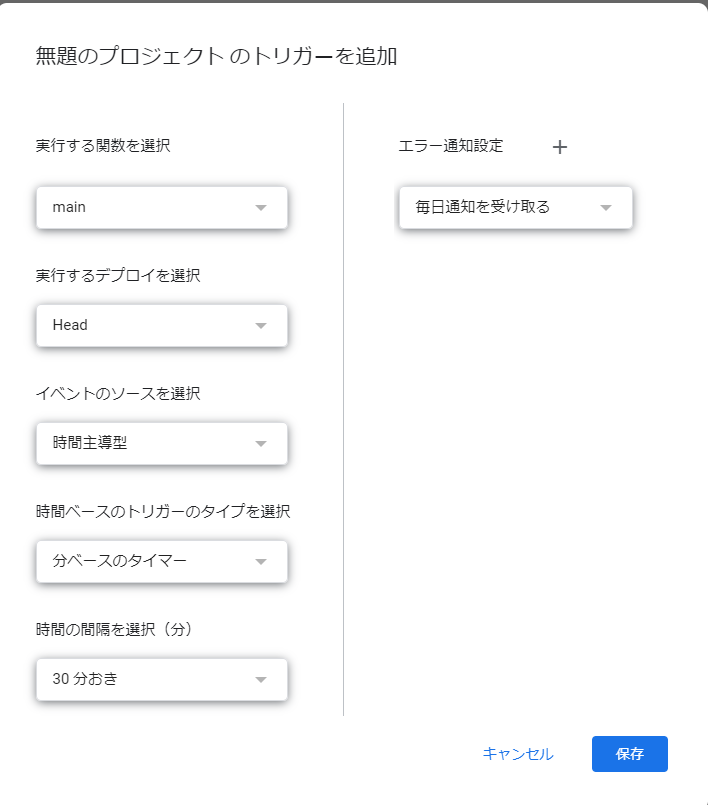 無題のプロジェクト のトリガーを追加
実行する関数を選択
main
実行するデプロイを選択
Head
イベントのソースを選択
時間主導型
時間ベースのトリガーのタイプを選択
分ベースのタイマー
時間の間隔を選択（分）
30 分おき
エラー通知設定 +
毎日通知を受け取る
キャンセル 保存